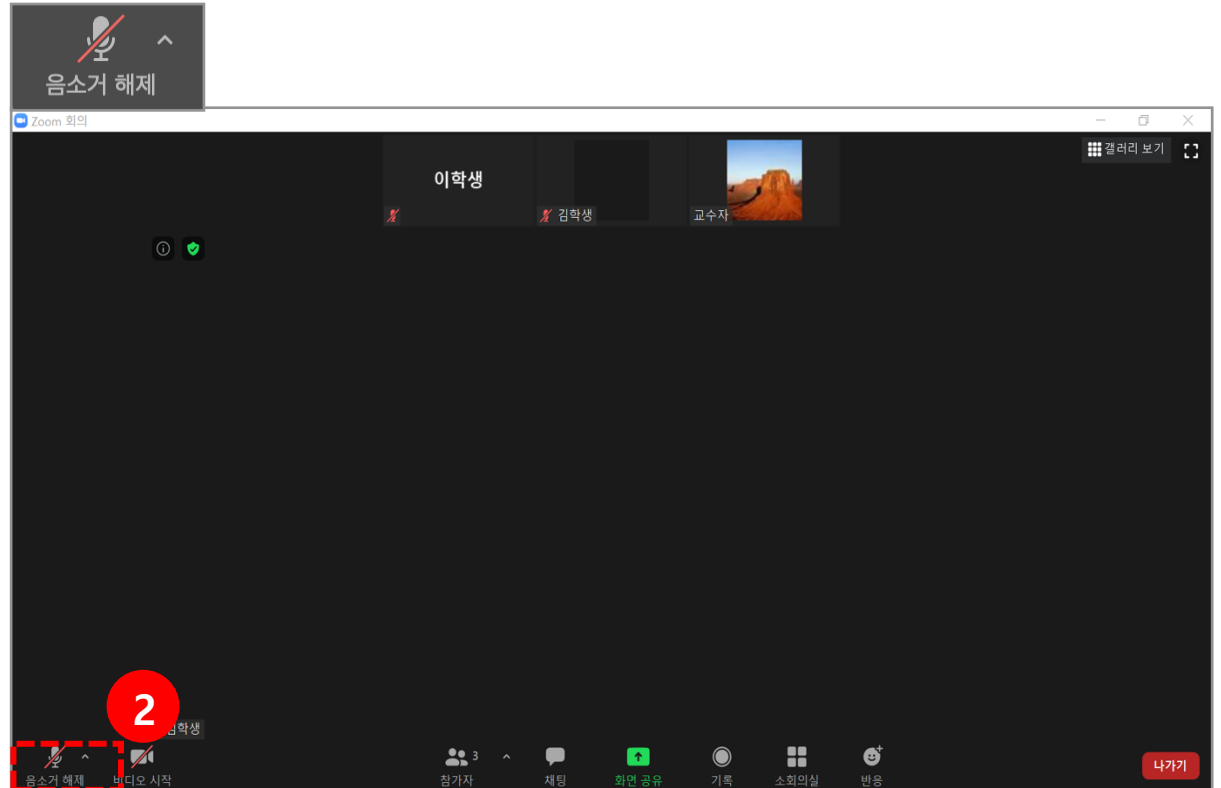 음소거 해제
Zoom 회의
갤러리 보기
이학생
김학생
교수자
2
김학생
3
음소거 해제
비디오 시작
참가자
채팅
화면 공유
기록
소회의실
반응
나가기